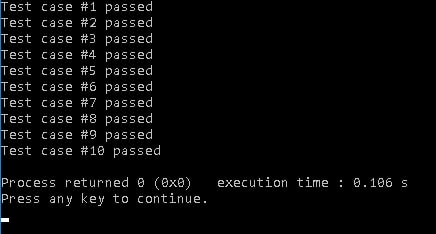 Test case #1 passed
Test case #2 passed
Test case #3 passed
Test case #4 passed
Test case #5 passed
Test case #6 passed
Test case #7 passed
Test case #8 passed
Test case #9 passed
Test case #10 passed
Process returned 0 (0x0)   execution time : 0.106 s
Press any key to continue.